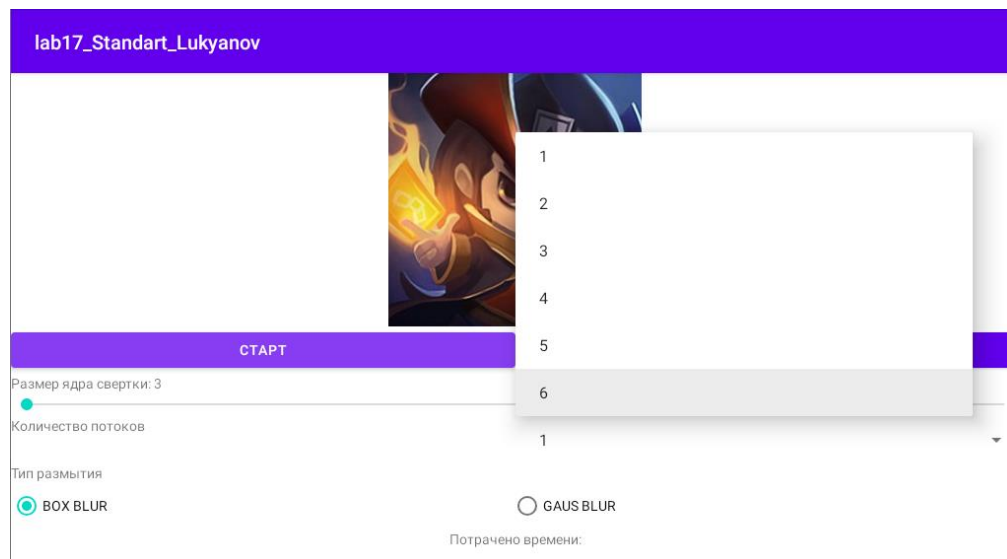 lab17_Standart_Lukyanov
1
2
3
4
5
6
СТАРТ
Размер ядра свертки: 3
Количество потоков
1
Тип размытия
BOX BLUR
GAUS BLUR
Потрачено времени: